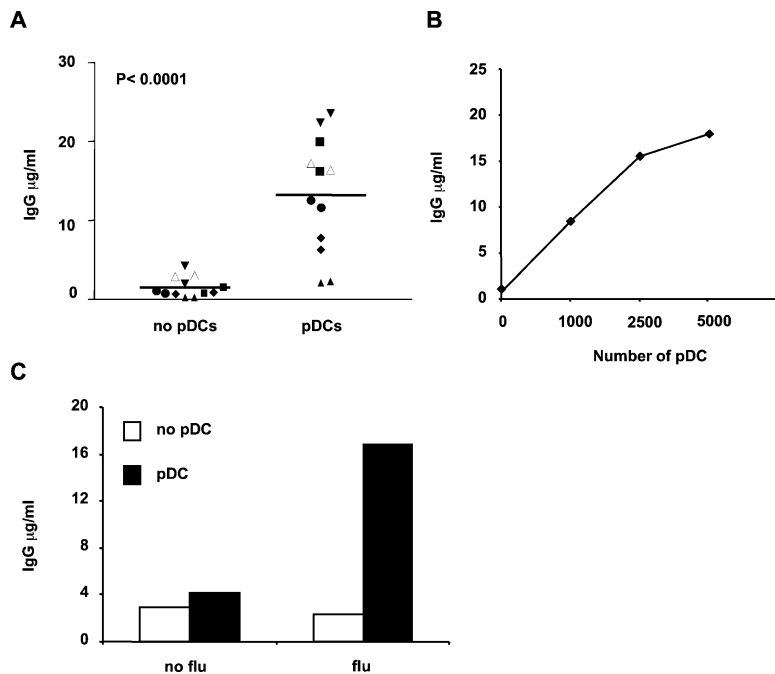 A
30
P< 0.0001
20
10
0
IgG µg/ml
no pDCs
pDCs
B
25
20
15
10
5
0
IgG µg/ml
0
1000
2500
5000
Number of pDC
C
20
16
12
8
4
0
IgG µg/ml
no pDC
pDC
no flu
flu